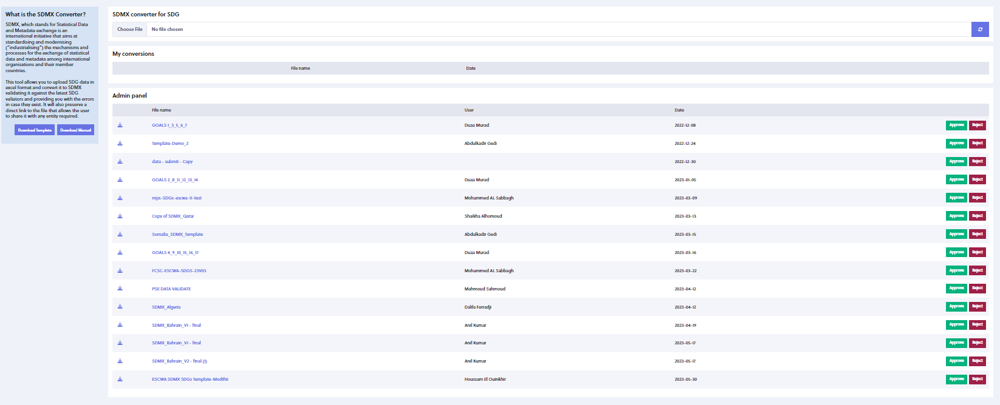 What is the SDMX Converter?
SDMX, which stands for Statistical Data
and Metadata exchange is an
international initiative that aims at
standardising and modernising
("industrialising") the mechanisms and
processes for the exchange of statistical
data and metadata among international
organisations and their member
countries.
This tool allows you to upload SDG data in
excel format and convert it to SDMX
validating it against the latest SDG
valiators and providing you with the errors
in case they exist. It will also preserve a
direct link to the file that allows the user
to share it with any entity required.
Download Template Download Manual
SDMX converter for SDG
Choose File No file chosen
My conversions
File name Date
Admin panel
File name User Date
GOALS 1_3_5_6_7 Duaa Murad 2022-12-08 Approve Reject
Template-Demo_2 Abdulkadir Gedi 2022-12-24 Approve Reject
data - submit - Copy 2022-12-30 Approve Reject
GOALS 2_8_11_12_13_14 Duaa Murad 2023-01-05 Approve Reject
nrps-SDGs-escwa-11-test Mohammed AL Sabbagh 2023-03-09 Approve Reject
Copy of SDMX_Qatar Shaikha Alhomoud 2023-03-13 Approve Reject
Somalia_SDMX_Template Abdulkadir Gedi 2023-03-15 Approve Reject
GOALS 4_9_10_15_16_17 Duaa Murad 2023-03-16 Approve Reject
FCSC-ESCWA-SDGS-23V03 Mohammed AL Sabbagh 2023-03-22 Approve Reject
PSE DATA VALIDATE Mahmoud Sahmoud 2023-04-12 Approve Reject
SDMX_Algeria Dalila Ferradji 2023-04-12 Approve Reject
SDMX_Bahrain_V1 - final Anil Kumar 2023-04-19 Approve Reject
SDMX_Bahrain_V1 - final Anil Kumar 2023-05-17 Approve Reject
SDMX_Bahrain_V2 - final (1) Anil Kumar 2023-05-17 Approve Reject
ESCWA SDMX SDGs Template-Modifié Houssam El Ouinkhir 2023-05-30 Approve Reject